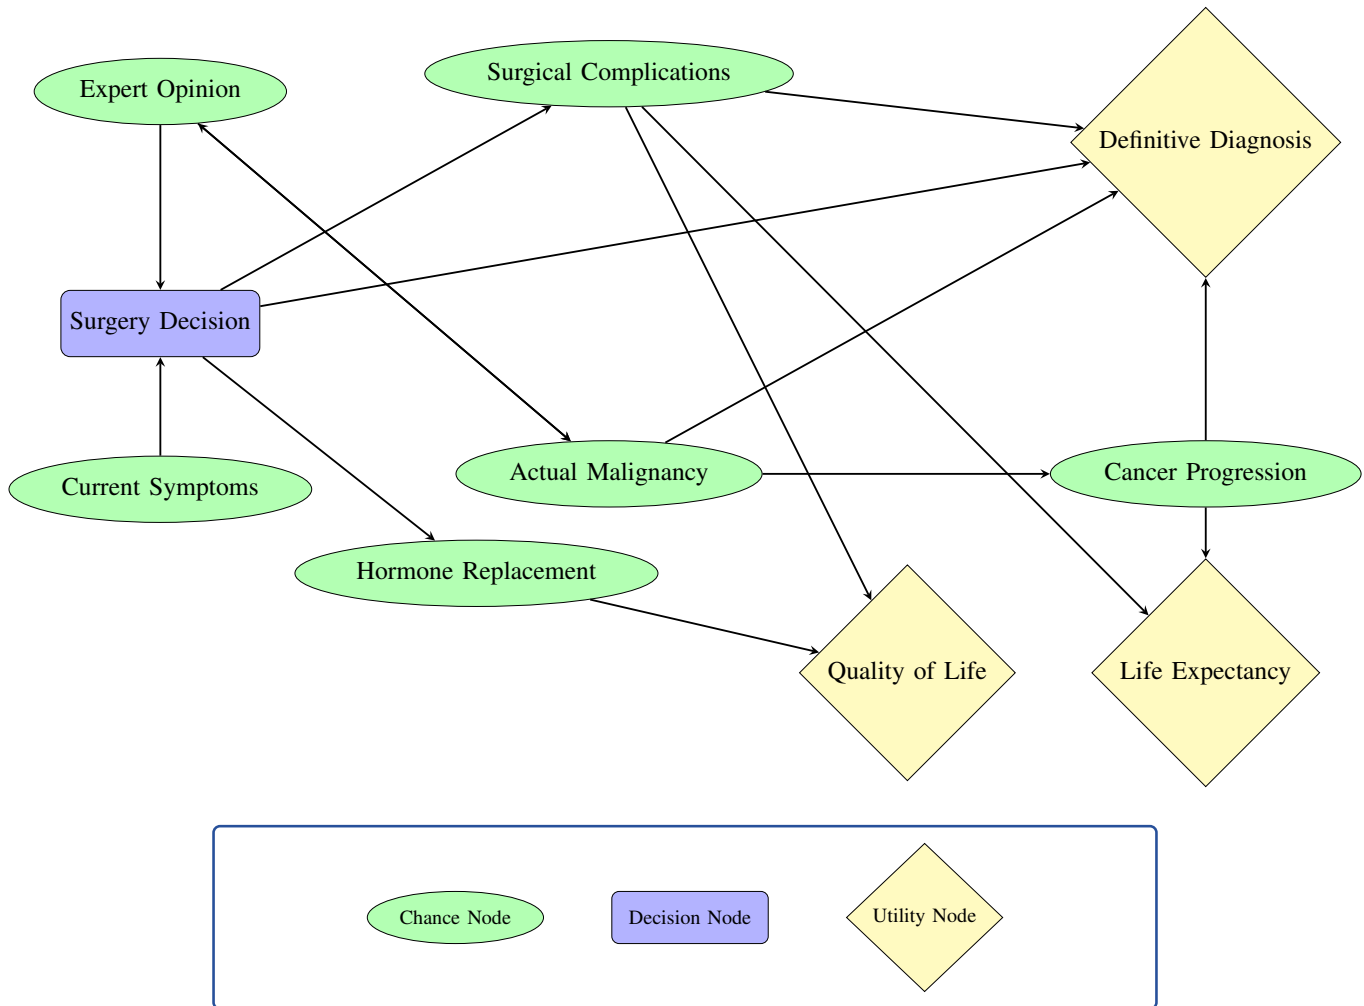 Expert Opinion
Surgical Complications
Definitive Diagnosis
Surgery Decision
Current Symptoms
Actual Malignancy
Cancer Progression
Hormone Replacement
Quality of Life
Life Expectancy
Chance Node
Decision Node
Utility Node